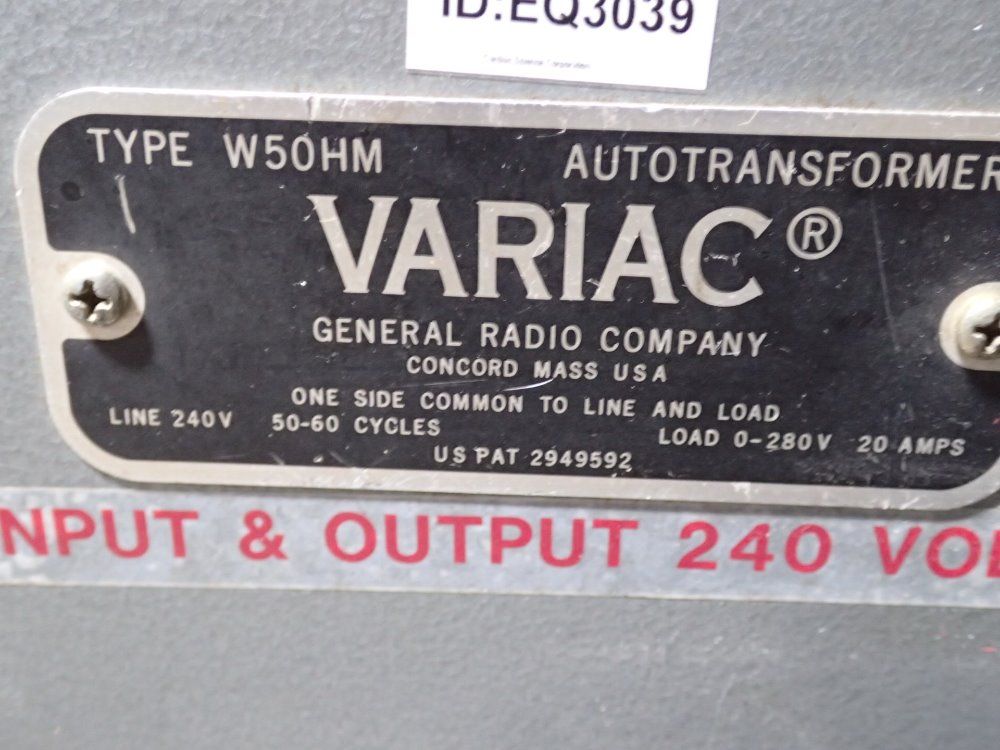 ID:EQ3039
TYPE W50HM AUTOTRANSFORMER
VARIAC®
GENERAL RADIO COMPANY
CONCORD MASS USA
ONE SIDE COMMON TO LINE AND LOAD
LINE 240V 50-60 CYCLES LOAD 0-280V 20 AMPS
US PAT 2949592
NPUT & OUTPUT 240 VOL